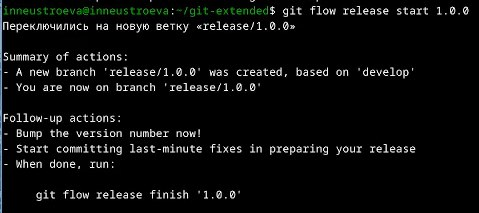 inneustroeva@inneustroeva:~/git-extended$ git flow release start 1.0.0
Переключились на новую ветку «release/1.0.0»
Summary of actions:
- A new branch 'release/1.0.0' was created, based on 'develop'
- You are now on branch 'release/1.0.0'
Follow-up actions:
- Bump the version number now!
- Start committing last-minute fixes in preparing your release
- When done, run:
git flow release finish '1.0.0'